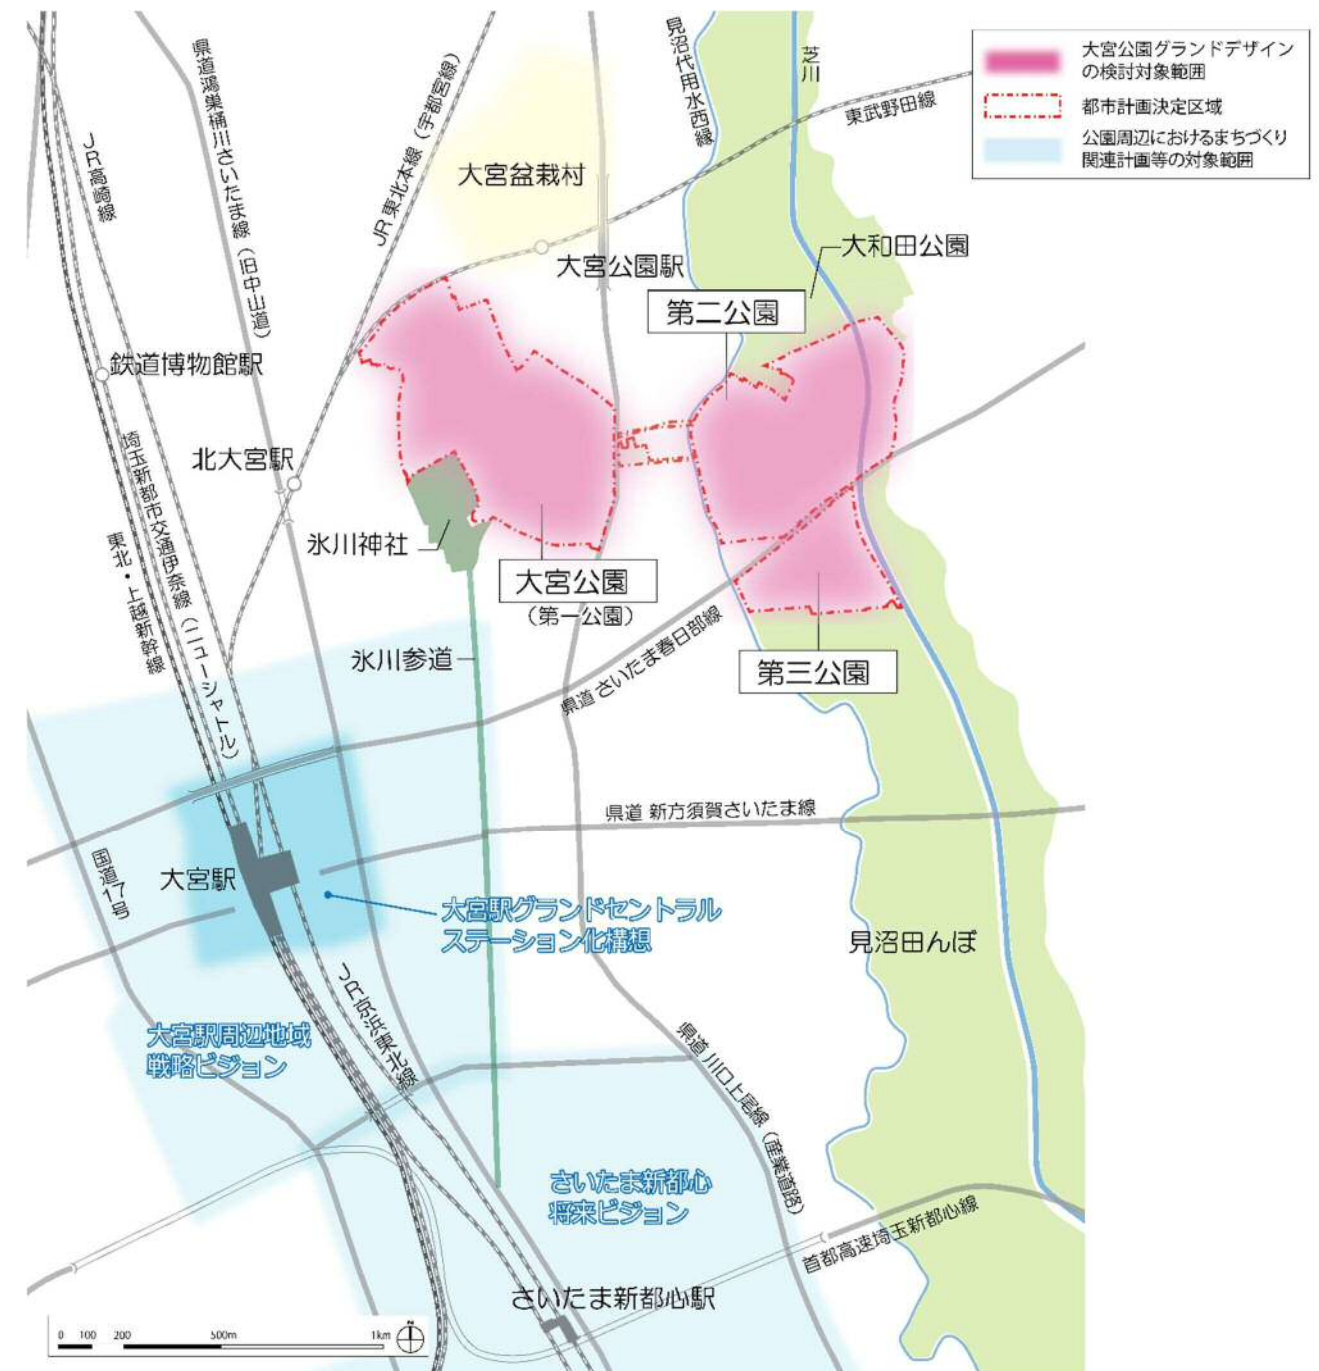 大宮公園グランドデザイン
の検討対象範囲
都市計画決定区域
公園周辺におけるまちづくり
関連計画等の対象範囲
見沼代用水西縁
芝川
東武野田線
県道鴻巣桶川さいたま線(旧中山道)
JR高崎線
JR東北本線(宇都宮線)
大宮盆栽村
大宮公園駅
大和田公園
第二公園
鉄道博物館駅
北大宮駅
埼玉新都市交通伊奈線(ニューシャトル)
東北・上越新幹線
氷川神社
大宮公園
(第一公園)
氷川参道
県道 さいたま春日部線
第三公園
県道 新方須賀さいたま線
国道17号
大宮駅
大宮駅グランドセントラル
ステーション化構想
見沼田んぼ
JR京浜東北線
大宮駅周辺地域
戦略ビジョン
県道 川口上尾線(産業道路)
さいたま新都心
将来ビジョン
首都高速埼玉新都心線
さいたま新都心駅
0 100 200 500m 1km
N